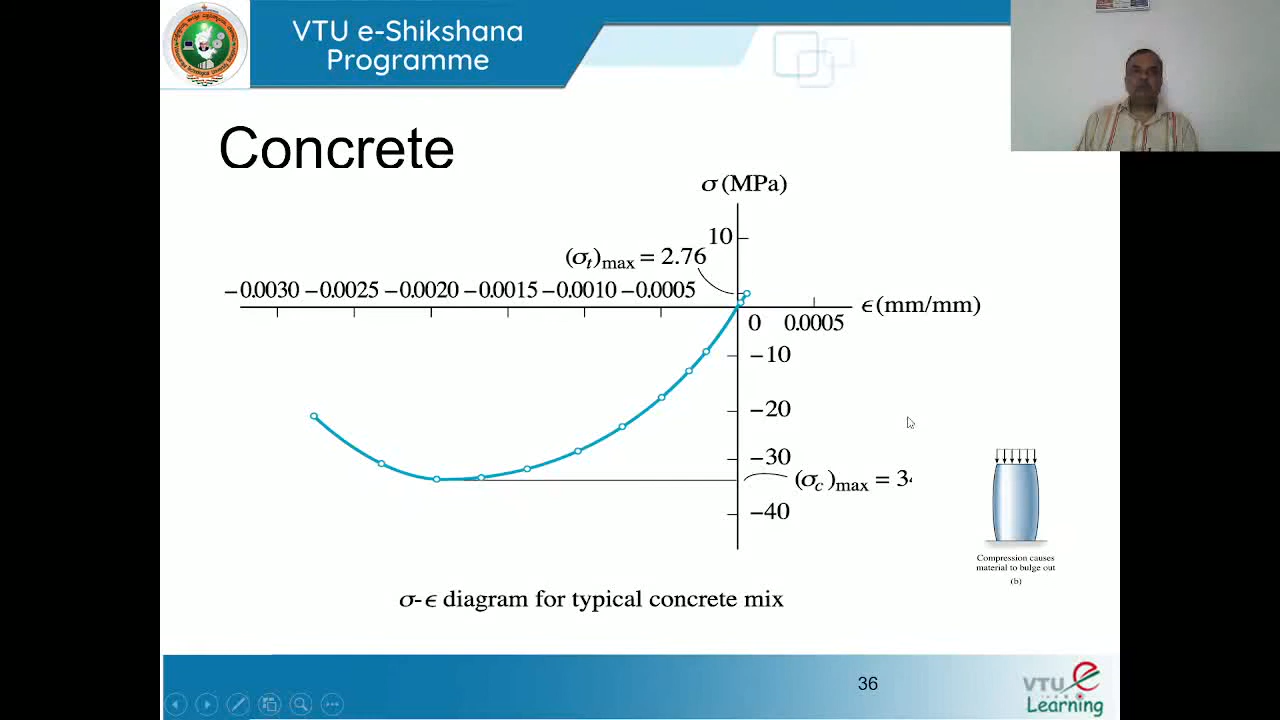 VTU e-Shikshana
Programme
Concrete
σ (MPa)
10
(σt)max = 2.76
−0.0030 −0.0025 −0.0020 −0.0015 −0.0010 −0.0005
ϵ (mm/mm)
0 0.0005
−10
−20
−30
(σc)max = 34
−40
Compression causes
material to bulge out
(b)
σ-ϵ diagram for typical concrete mix
36
VTU e
Learning